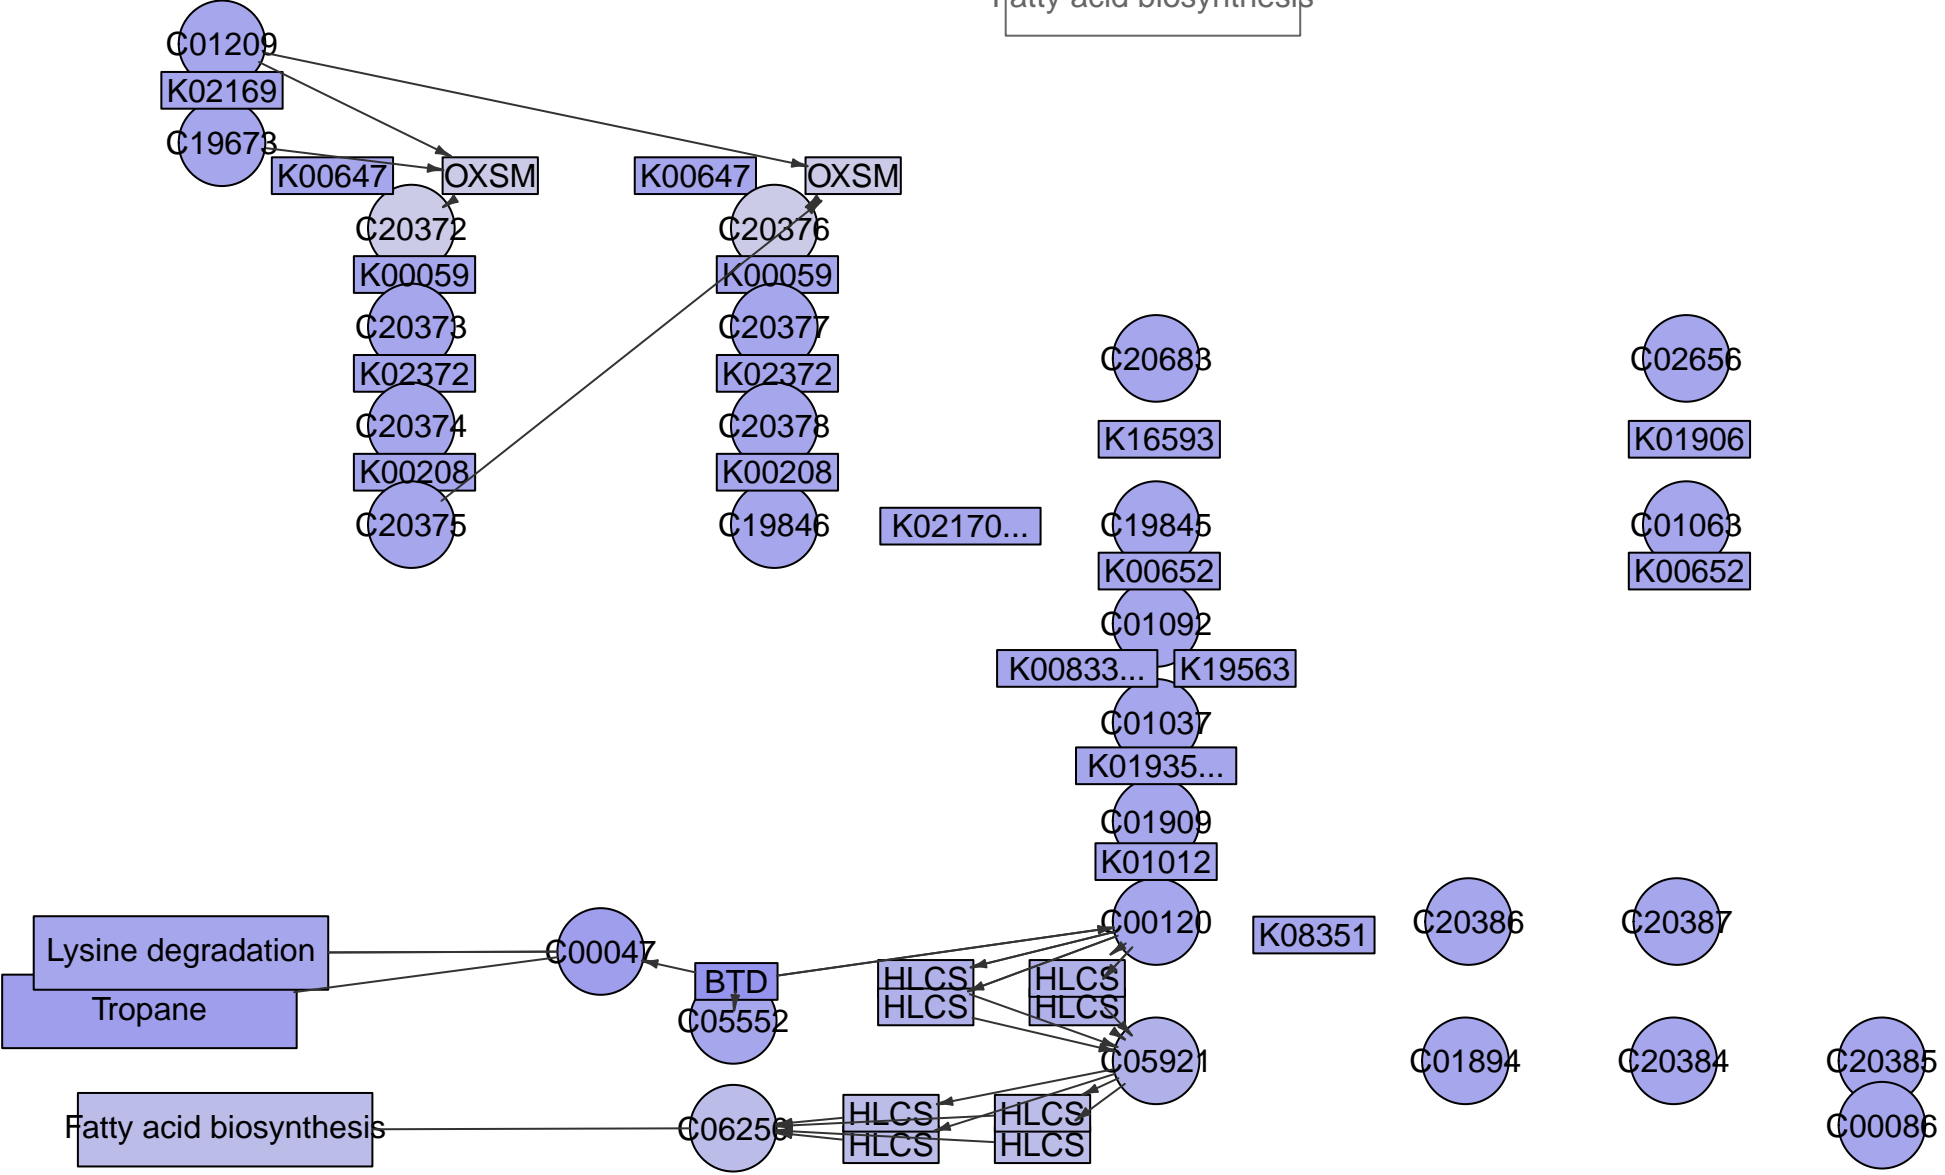 Fatty acid biosynthesis
C01209
K02169
C19673
K00647
OXSM
K00647
OXSM
C20372
C20376
K00059
K00059
C20373
C20377
C20683
C02656
K02372
K02372
C20374
C20378
K16593
K01906
K00208
K00208
C20375
C19846
K02170...
C19845
C01063
K00652
K00652
C01092
K00833...
K19563
C01037
K01935...
C01909
K01012
C00120
K08351
C20386
C20387
Lysine degradation
C00047
BTD
HLCS
HLCS
Tropane
C05552
HLCS
HLCS
C05921
C01894
C20384
C20385
Fatty acid biosynthesis
C06250
HLCS
HLCS
C00086
HLCS
HLCS